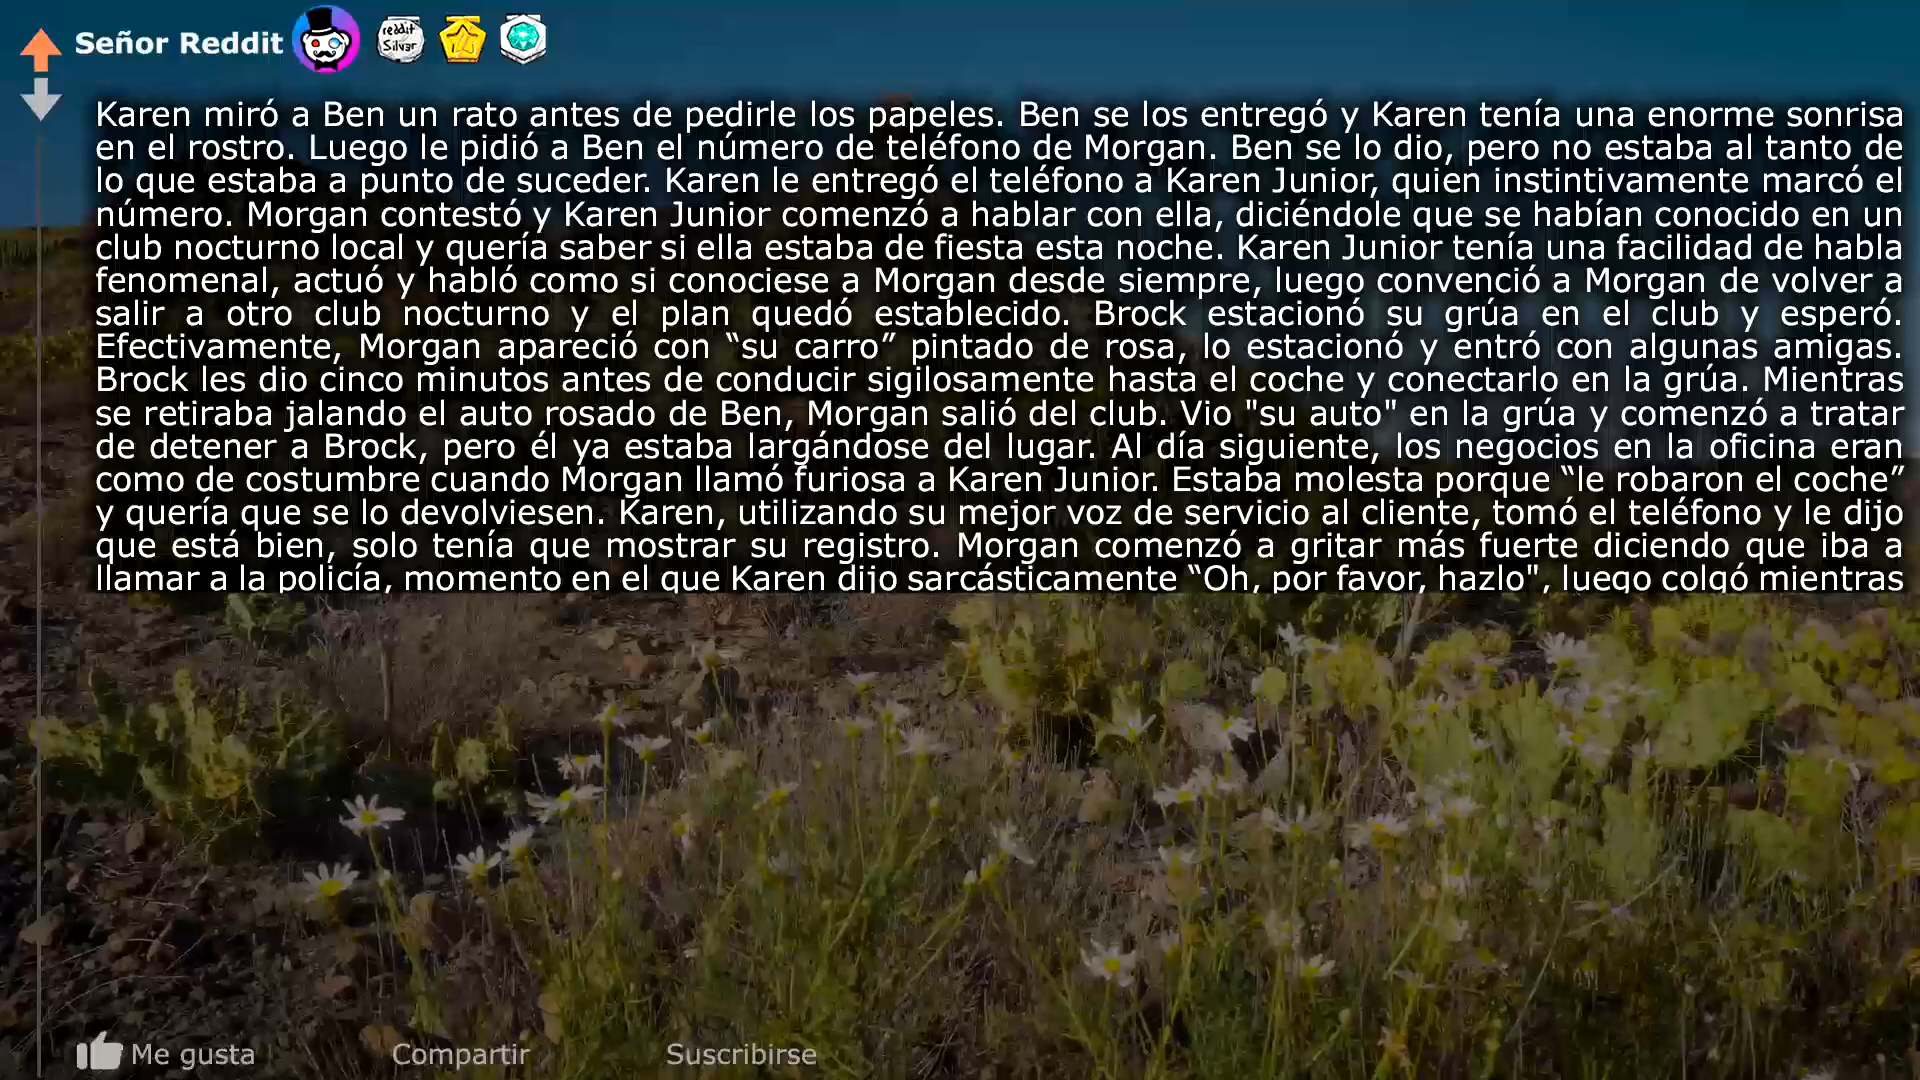 Señor Reddit
reddit
Silver
Karen miró a Ben un rato antes de pedirle los papeles. Ben se los entregó y Karen tenía una enorme sonrisa
en el rostro. Luego le pidió a Ben el número de teléfono de Morgan. Ben se lo dio, pero no estaba al tanto de
lo que estaba a punto de suceder. Karen le entregó el teléfono a Karen Junior, quien instintivamente marcó el
número. Morgan contestó y Karen Junior comenzó a hablar con ella, diciéndole que se habían conocido en un
club nocturno local y quería saber si ella estaba de fiesta esta noche. Karen Junior tenía una facilidad de habla
fenomenal, actuó y habló como si conociese a Morgan desde siempre, luego convenció a Morgan de volver a
salir a otro club nocturno y el plan quedó establecido. Brock estacionó su grúa en el club y esperó.
Efectivamente, Morgan apareció con “su carro” pintado de rosa, lo estacionó y entró con algunas amigas.
Brock les dio cinco minutos antes de conducir sigilosamente hasta el coche y conectarlo en la grúa. Mientras
se retiraba jalando el auto rosado de Ben, Morgan salió del club. Vio "su auto" en la grúa y comenzó a tratar
de detener a Brock, pero él ya estaba largándose del lugar. Al día siguiente, los negocios en la oficina eran
como de costumbre cuando Morgan llamó furiosa a Karen Junior. Estaba molesta porque “le robaron el coche”
y quería que se lo devolviesen. Karen, utilizando su mejor voz de servicio al cliente, tomó el teléfono y le dijo
que está bien, solo tenía que mostrar su registro. Morgan comenzó a gritar más fuerte diciendo que iba a
llamar a la policía, momento en el que Karen dijo sarcásticamente “Oh, por favor, hazlo", luego colgó mientras
Me gusta Compartir Suscribirse